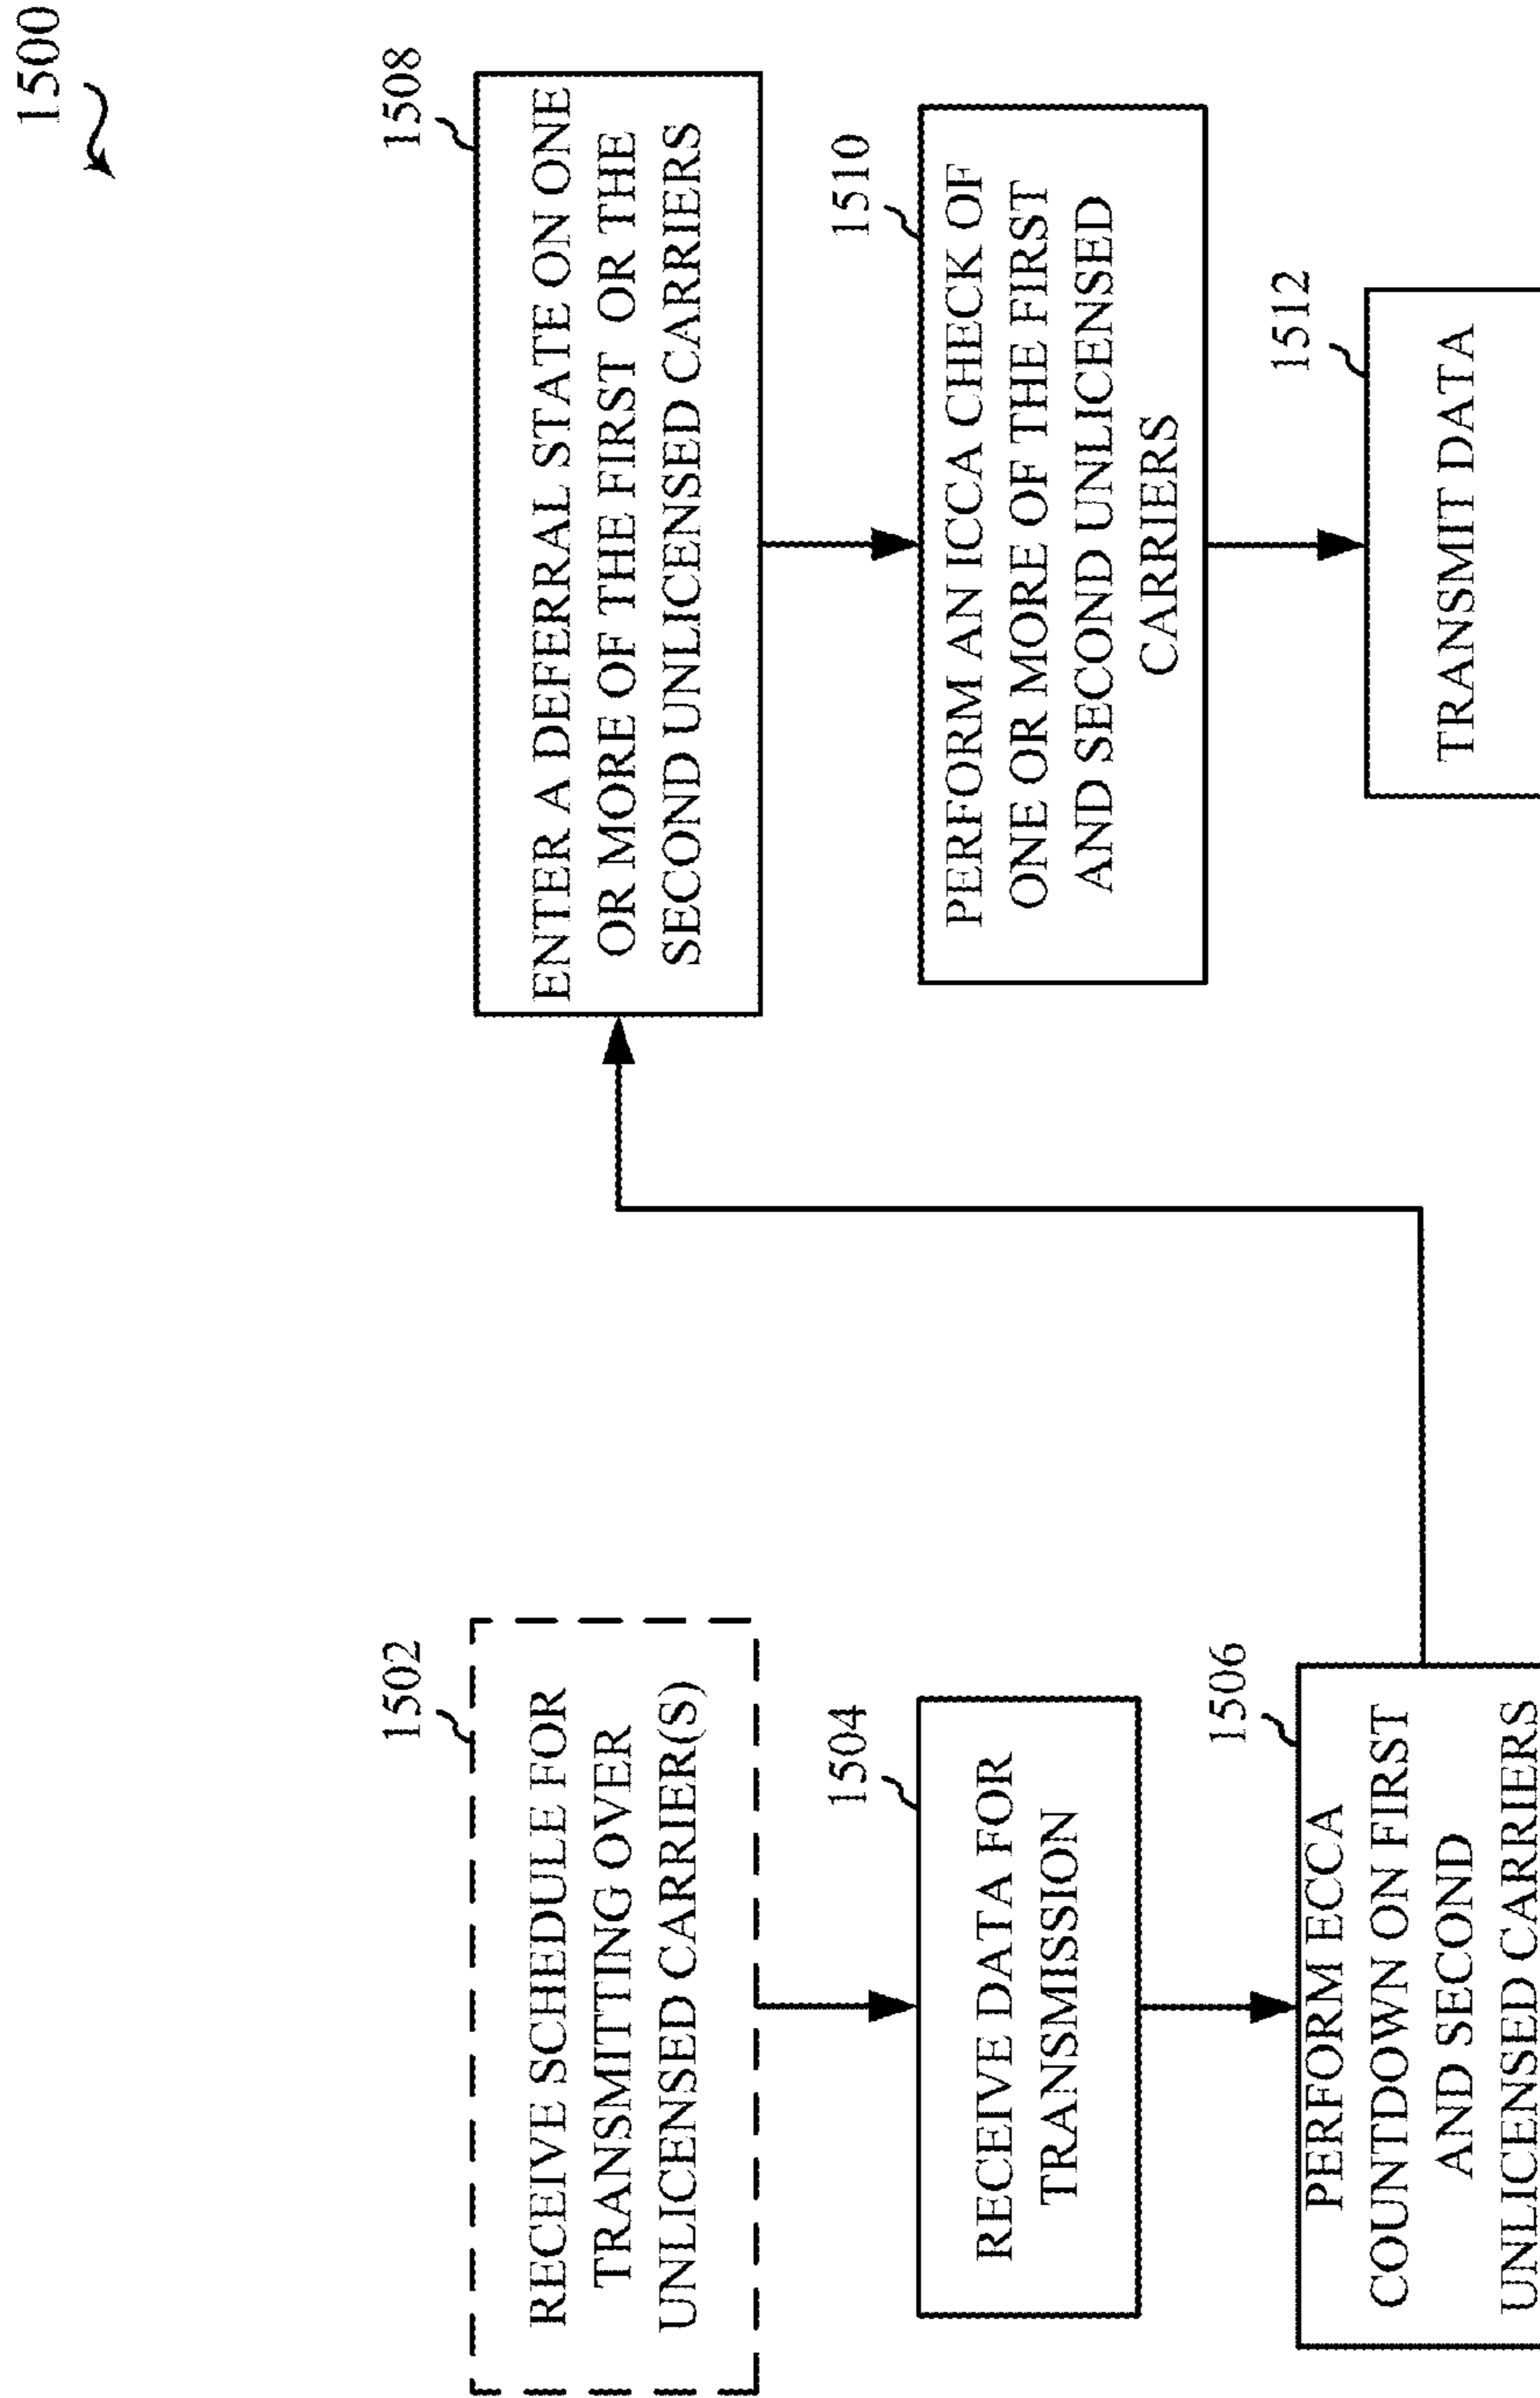 1500
1502
RECEIVE SCHEDULE FOR
TRANSMITTING OVER
UNLICENSED CARRIER(S)
1504
RECEIVE DATA FOR
TRANSMISSION
1506
PERFORM ECCA
COUNTDOWN ON FIRST
AND SECOND
UNLICENSED CARRIERS
1508
ENTER A DEFERRAL STATE ON ONE
OR MORE OF THE FIRST OR THE
SECOND UNLICENSED CARRIERS
1510
PERFORM AN ICCA CHECK OF
ONE OR MORE OF THE FIRST
AND SECOND UNLICENSED
CARRIERS
1512
TRANSMIT DATA